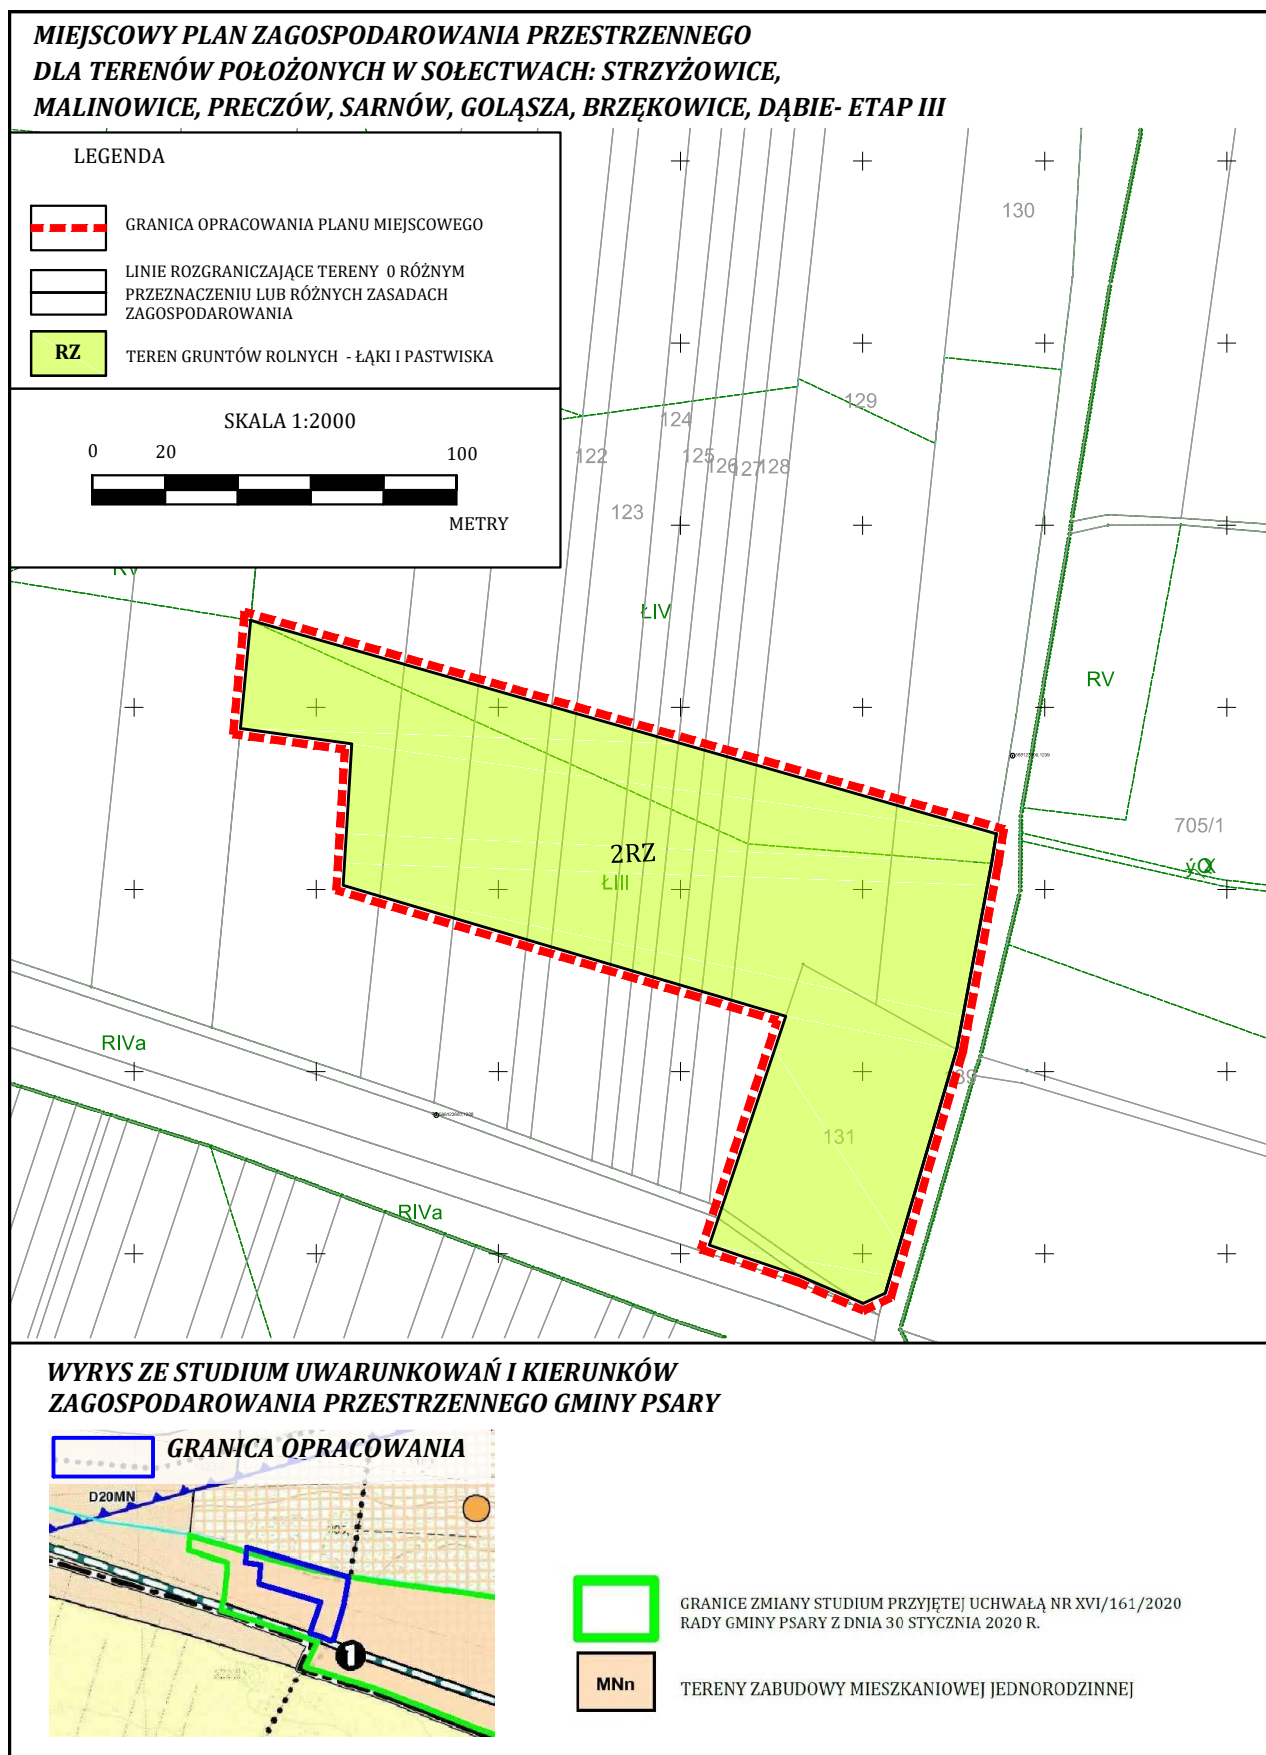 MIEJSCOWY PLAN ZAGOSPODAROWANIA PRZESTRZENNEGO
DLA TERENÓW POŁOŻONYCH W SOŁECTWACH: STRZYŻOWICE,
MALINOWICE, PRECZÓW, SARNÓW, GOLĄSZA, BRZĘKOWICE, DĄBIE- ETAP III
LEGENDA
GRANICA OPRACOWANIA PLANU MIEJSCOWEGO
LINIE ROZGRANICZAJĄCE TERENY 0 RÓŻNYM
PRZEZNACZENIU LUB RÓŻNYCH ZASADACH
ZAGOSPODAROWANIA
RZ
TEREN GRUNTÓW ROLNYCH - ŁĄKI I PASTWISKA
SKALA 1:2000
0 20 100
METRY
130
129
124
122
125
126
127
128
123
RV
ŁIV
RV
705/1
2RZ
ŁIII
RIVa
139
131
RIVa
WYRYS ZE STUDIUM UWARUNKOWAŃ I KIERUNKÓW
ZAGOSPODAROWANIA PRZESTRZENNEGO GMINY PSARY
GRANICA OPRACOWANIA
D20MN
1
GRANICE ZMIANY STUDIUM PRZYJĘTEJ UCHWAŁĄ NR XVI/161/2020
RADY GMINY PSARY Z DNIA 30 STYCZNIA 2020 R.
MNn
TERENY ZABUDOWY MIESZKANIOWEJ JEDNORODZINNEJ